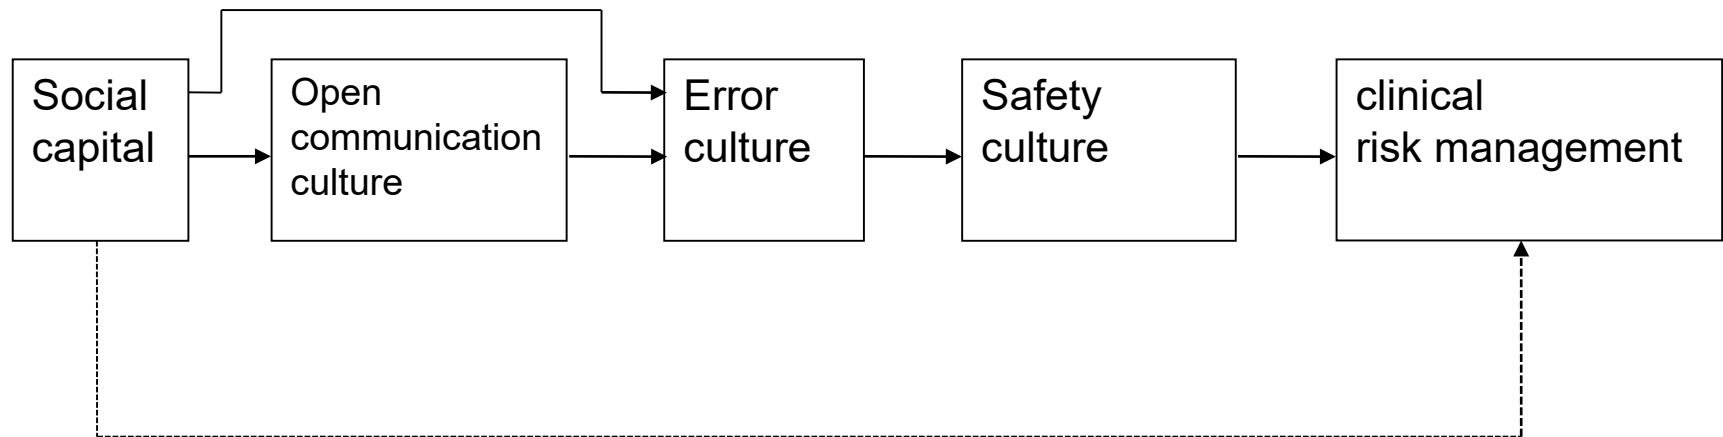 Social
capital
Open
communication
culture
Error
culture
Safety
culture
clinical
risk management